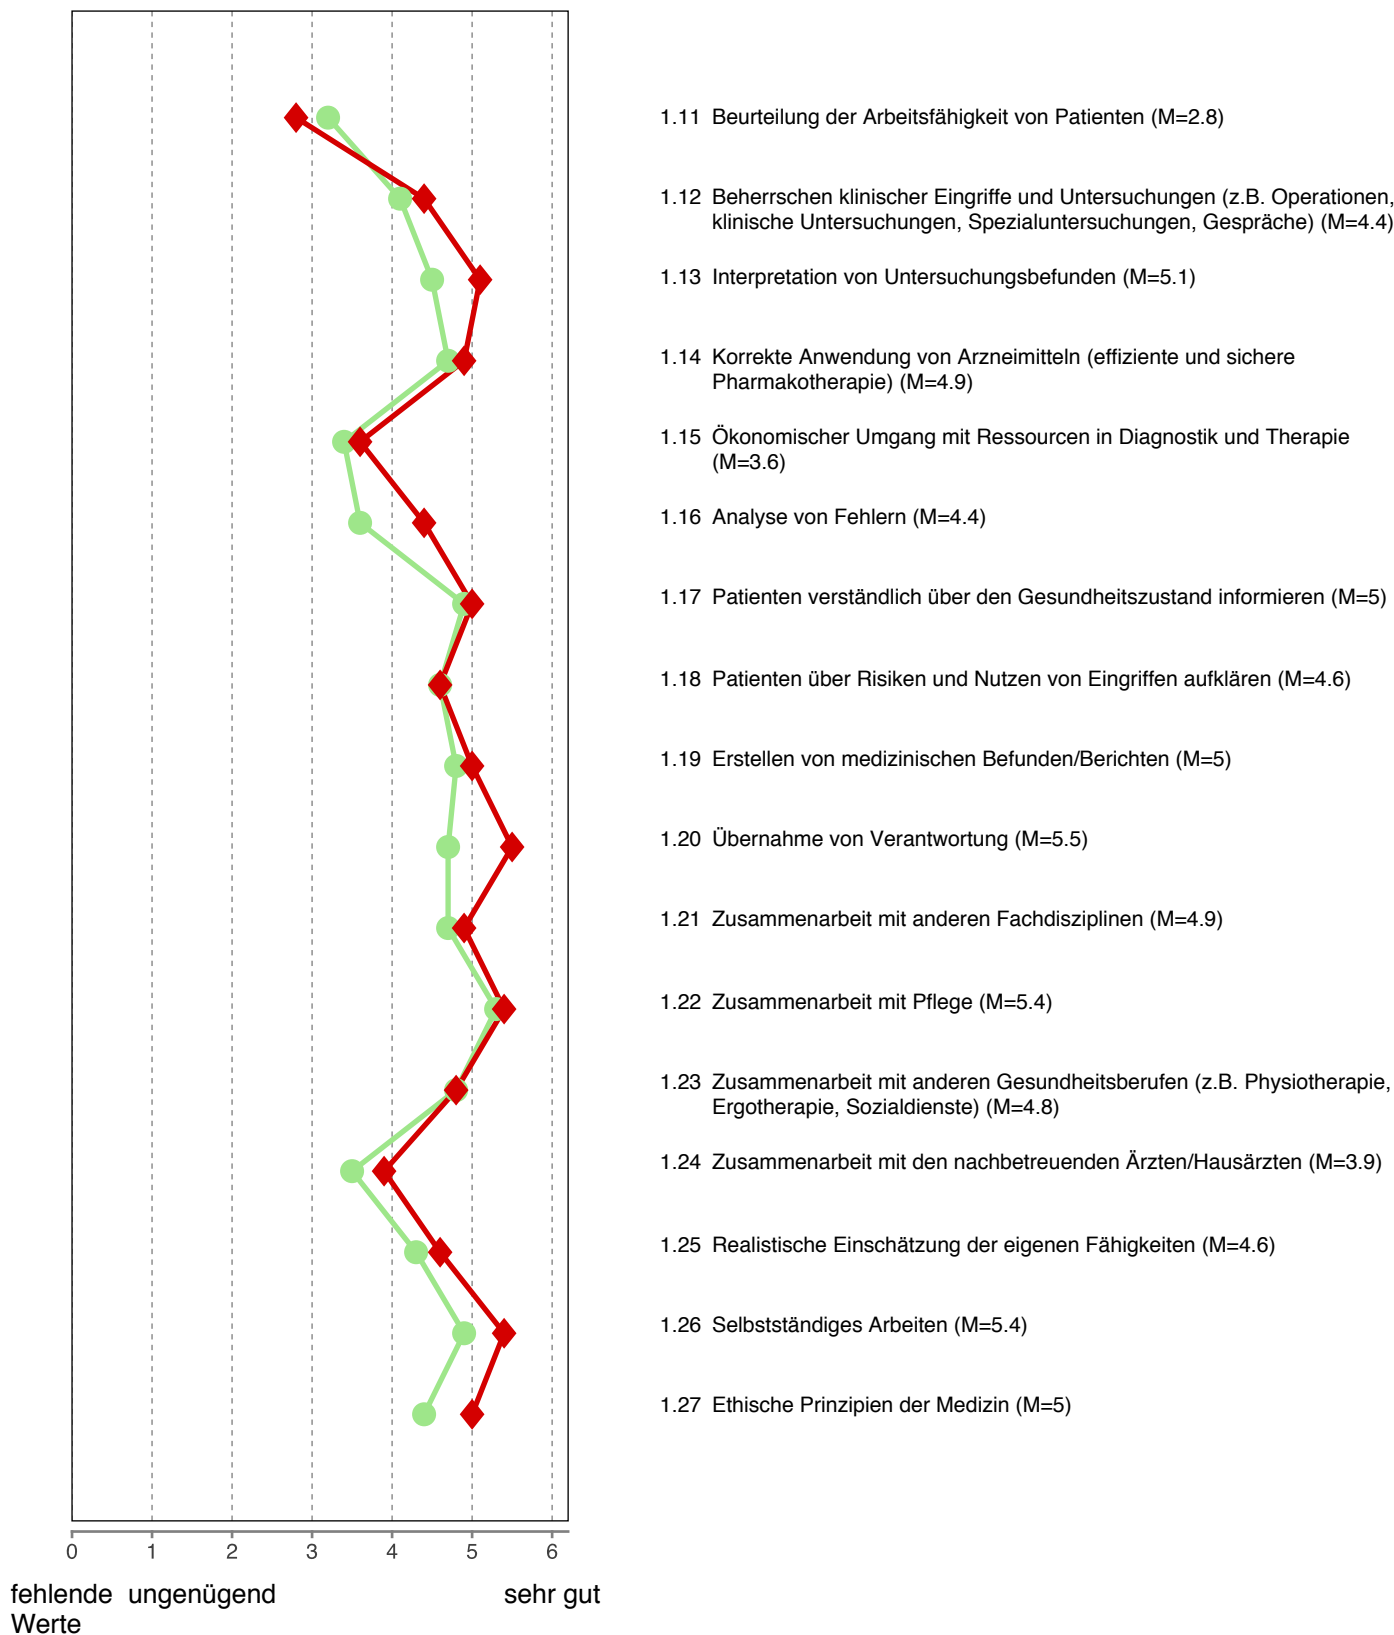 1.11 Beurteilung der Arbeitsfähigkeit von Patienten (M=2.8)
1.12 Beherrschen klinischer Eingriffe und Untersuchungen (z.B. Operationen,
klinische Untersuchungen, Spezialuntersuchungen, Gespräche) (M=4.4)
1.13 Interpretation von Untersuchungsbefunden (M=5.1)
1.14 Korrekte Anwendung von Arzneimitteln (effiziente und sichere
Pharmakotherapie) (M=4.9)
1.15 Ökonomischer Umgang mit Ressourcen in Diagnostik und Therapie
(M=3.6)
1.16 Analyse von Fehlern (M=4.4)
1.17 Patienten verständlich über den Gesundheitszustand informieren (M=5)
1.18 Patienten über Risiken und Nutzen von Eingriffen aufklären (M=4.6)
1.19 Erstellen von medizinischen Befunden/Berichten (M=5)
1.20 Übernahme von Verantwortung (M=5.5)
1.21 Zusammenarbeit mit anderen Fachdisziplinen (M=4.9)
1.22 Zusammenarbeit mit Pflege (M=5.4)
1.23 Zusammenarbeit mit anderen Gesundheitsberufen (z.B. Physiotherapie,
Ergotherapie, Sozialdienste) (M=4.8)
1.24 Zusammenarbeit mit den nachbetreuenden Ärzten/Hausärzten (M=3.9)
1.25 Realistische Einschätzung der eigenen Fähigkeiten (M=4.6)
1.26 Selbstständiges Arbeiten (M=5.4)
1.27 Ethische Prinzipien der Medizin (M=5)
0 1 2 3 4 5 6
fehlende ungenügend sehr gut
Werte